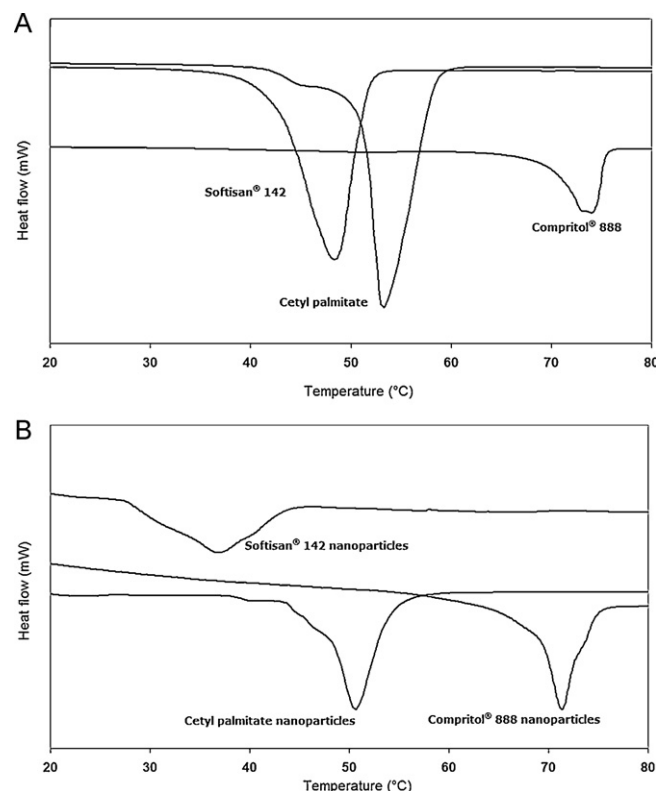 A
Heat flow (mW)
Softisan® 142
Compritol® 888
Cetyl palmitate
20 30 40 50 60 70 80
Temperature (°C)
B
Heat flow (mW)
Softisan® 142 nanoparticles
Cetyl palmitate nanoparticles Compritol® 888 nanoparticles
20 30 40 50 60 70 80
Temperature (°C)